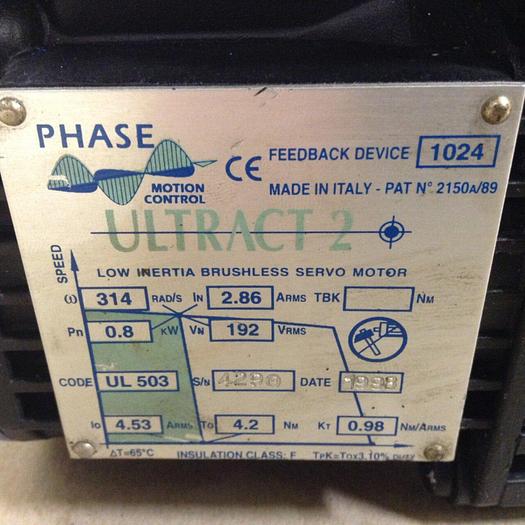 PHASE
MOTION
CONTROL
CE FEEDBACK DEVICE 1024
MADE IN ITALY - PAT N° 2150A/89
ULTRACT 2
LOW INERTIA BRUSHLESS SERVO MOTOR
SPEED
ω 314 RAD/S IN 2.86 ARMS TBK NM
Pn 0.8 KW VN 192 VRMS
CODE UL 503 S/N 4290 DATE 1998
Io 4.53 ARMS To 4.2 NM KT 0.98 NM/ARMS
ΔT=65°C INSULATION CLASS: F TPK=TOX3,10% DUTY